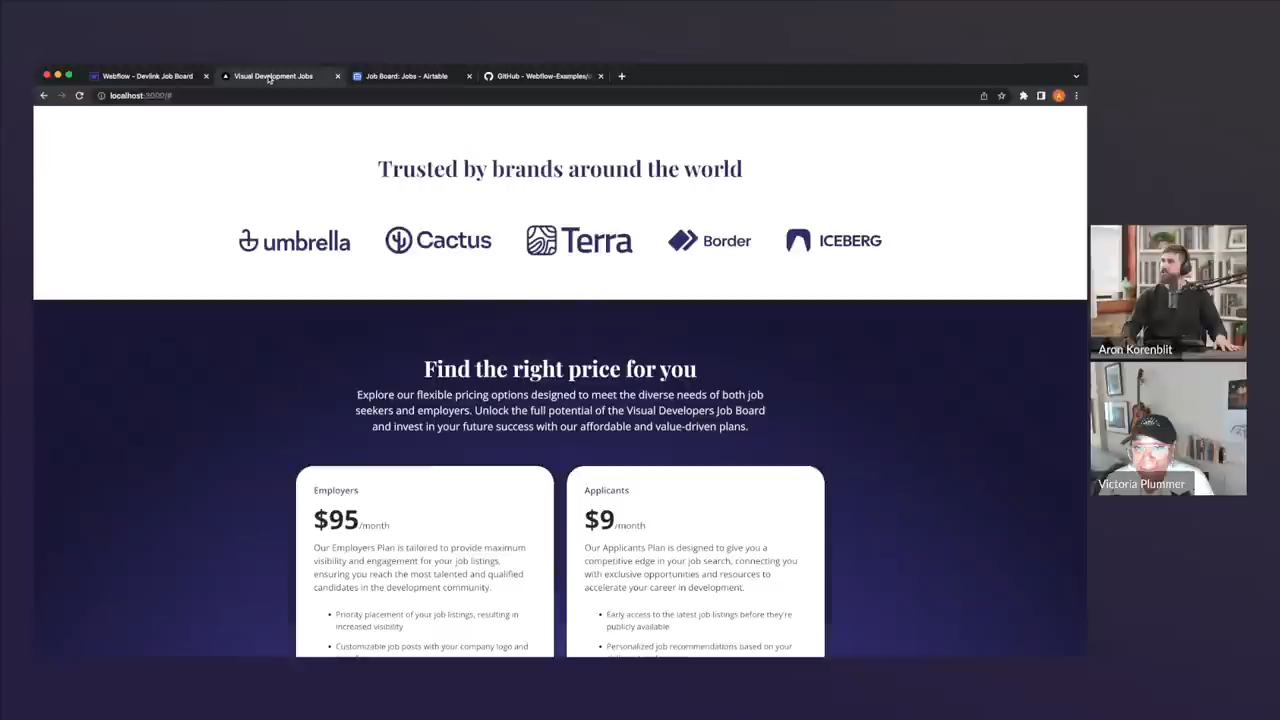 Webflow - Devlink Job Board
Visual Development Jobs
Job Board: Jobs - Airtable
GitHub - Webflow-Examples/
localhost:3000/#
Trusted by brands around the world
umbrella
Cactus
Terra
Border
ICEBERG
Find the right price for you
Explore our flexible pricing options designed to meet the diverse needs of both job
seekers and employers. Unlock the full potential of the Visual Developers Job Board
and invest in your future success with our affordable and value-driven plans.
Employers
$95/month
Our Employers Plan is tailored to provide maximum
visibility and engagement for your job listings,
ensuring you reach the most talented and qualified
candidates in the development community.
• Priority placement of your job listings, resulting in
increased visibility
• Customizable job posts with your company logo and
Applicants
$9/month
Our Applicants Plan is designed to give you a
competitive edge in your job search, connecting you
with exclusive opportunities and resources to
accelerate your career in development.
• Early access to the latest job listings before they're
publicly available
• Personalized job recommendations based on your
Aron Korenblit
Victoria Plummer